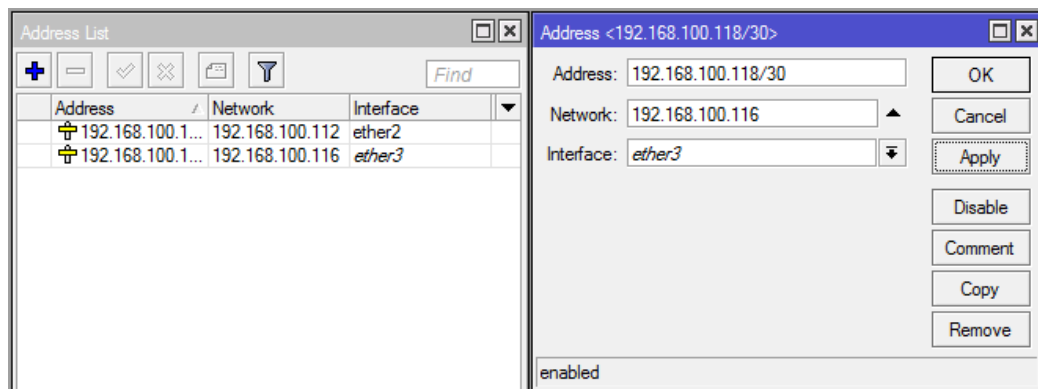 Address List
Find
Address Network Interface
192.168.100.1... 192.168.100.112 ether2
192.168.100.1... 192.168.100.116 ether3
Address <192.168.100.118/30>
Address: 192.168.100.118/30
Network: 192.168.100.116
Interface: ether3
OK
Cancel
Apply
Disable
Comment
Copy
Remove
enabled